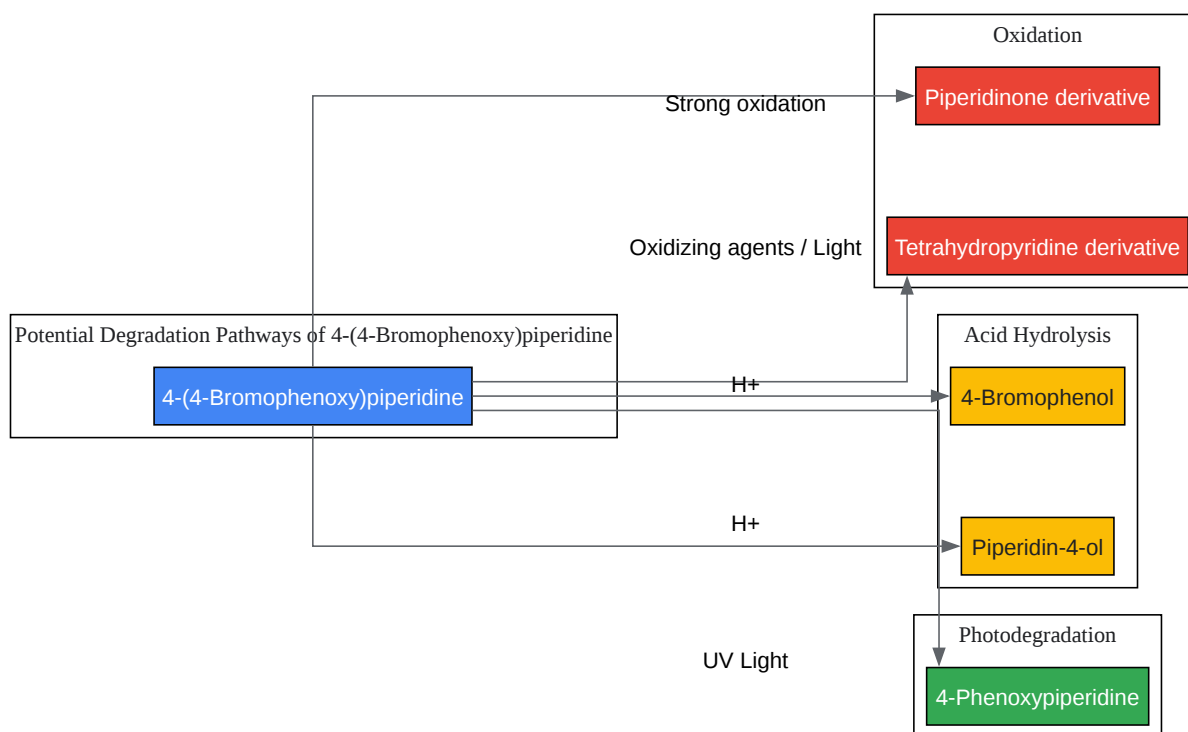 Oxidation
Piperidinone derivative
Strong oxidation
Tetrahydropyridine derivative
Oxidizing agents / Light
Potential Degradation Pathways of 4-(4-Bromophenoxy)piperidine
4-(4-Bromophenoxy)piperidine
Acid Hydrolysis
H+
4-Bromophenol
H+
Piperidin-4-ol
Photodegradation
UV Light
4-Phenoxypiperidine